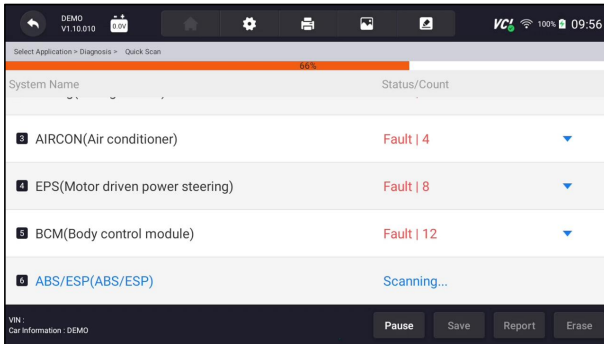 DEMO
V1.10.010
0.0V
VC!
100%
09:56
Select Application > Diagnosis > Quick Scan
66%
System Name Status/Count
3 AIRCON(Air conditioner) Fault | 4
4 EPS(Motor driven power steering) Fault | 8
5 BCM(Body control module) Fault | 12
6 ABS/ESP(ABS/ESP) Scanning...
VIN :
Car Information : DEMO
Pause Save Report Erase